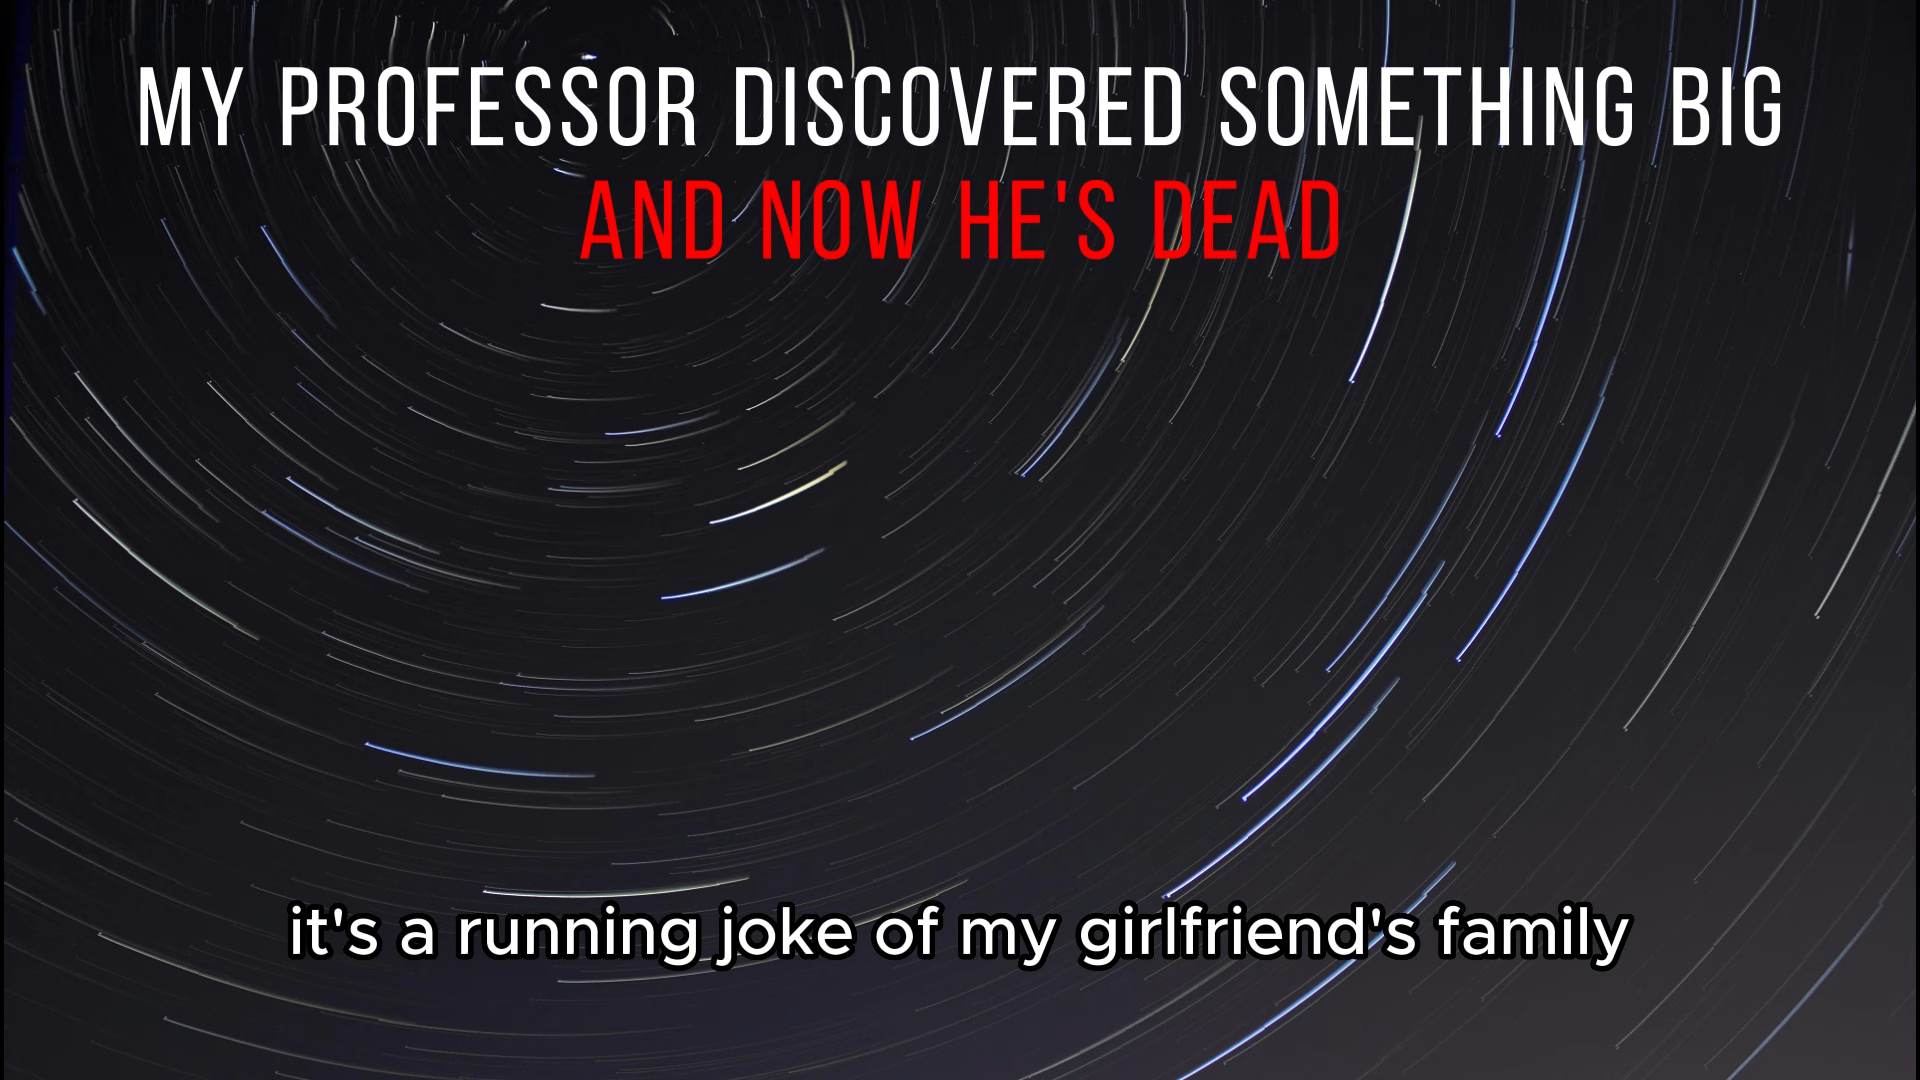 MY PROFESSOR DISCOVERED SOMETHING BIG
AND NOW HE'S DEAD
it's a running joke of my girlfriend's family